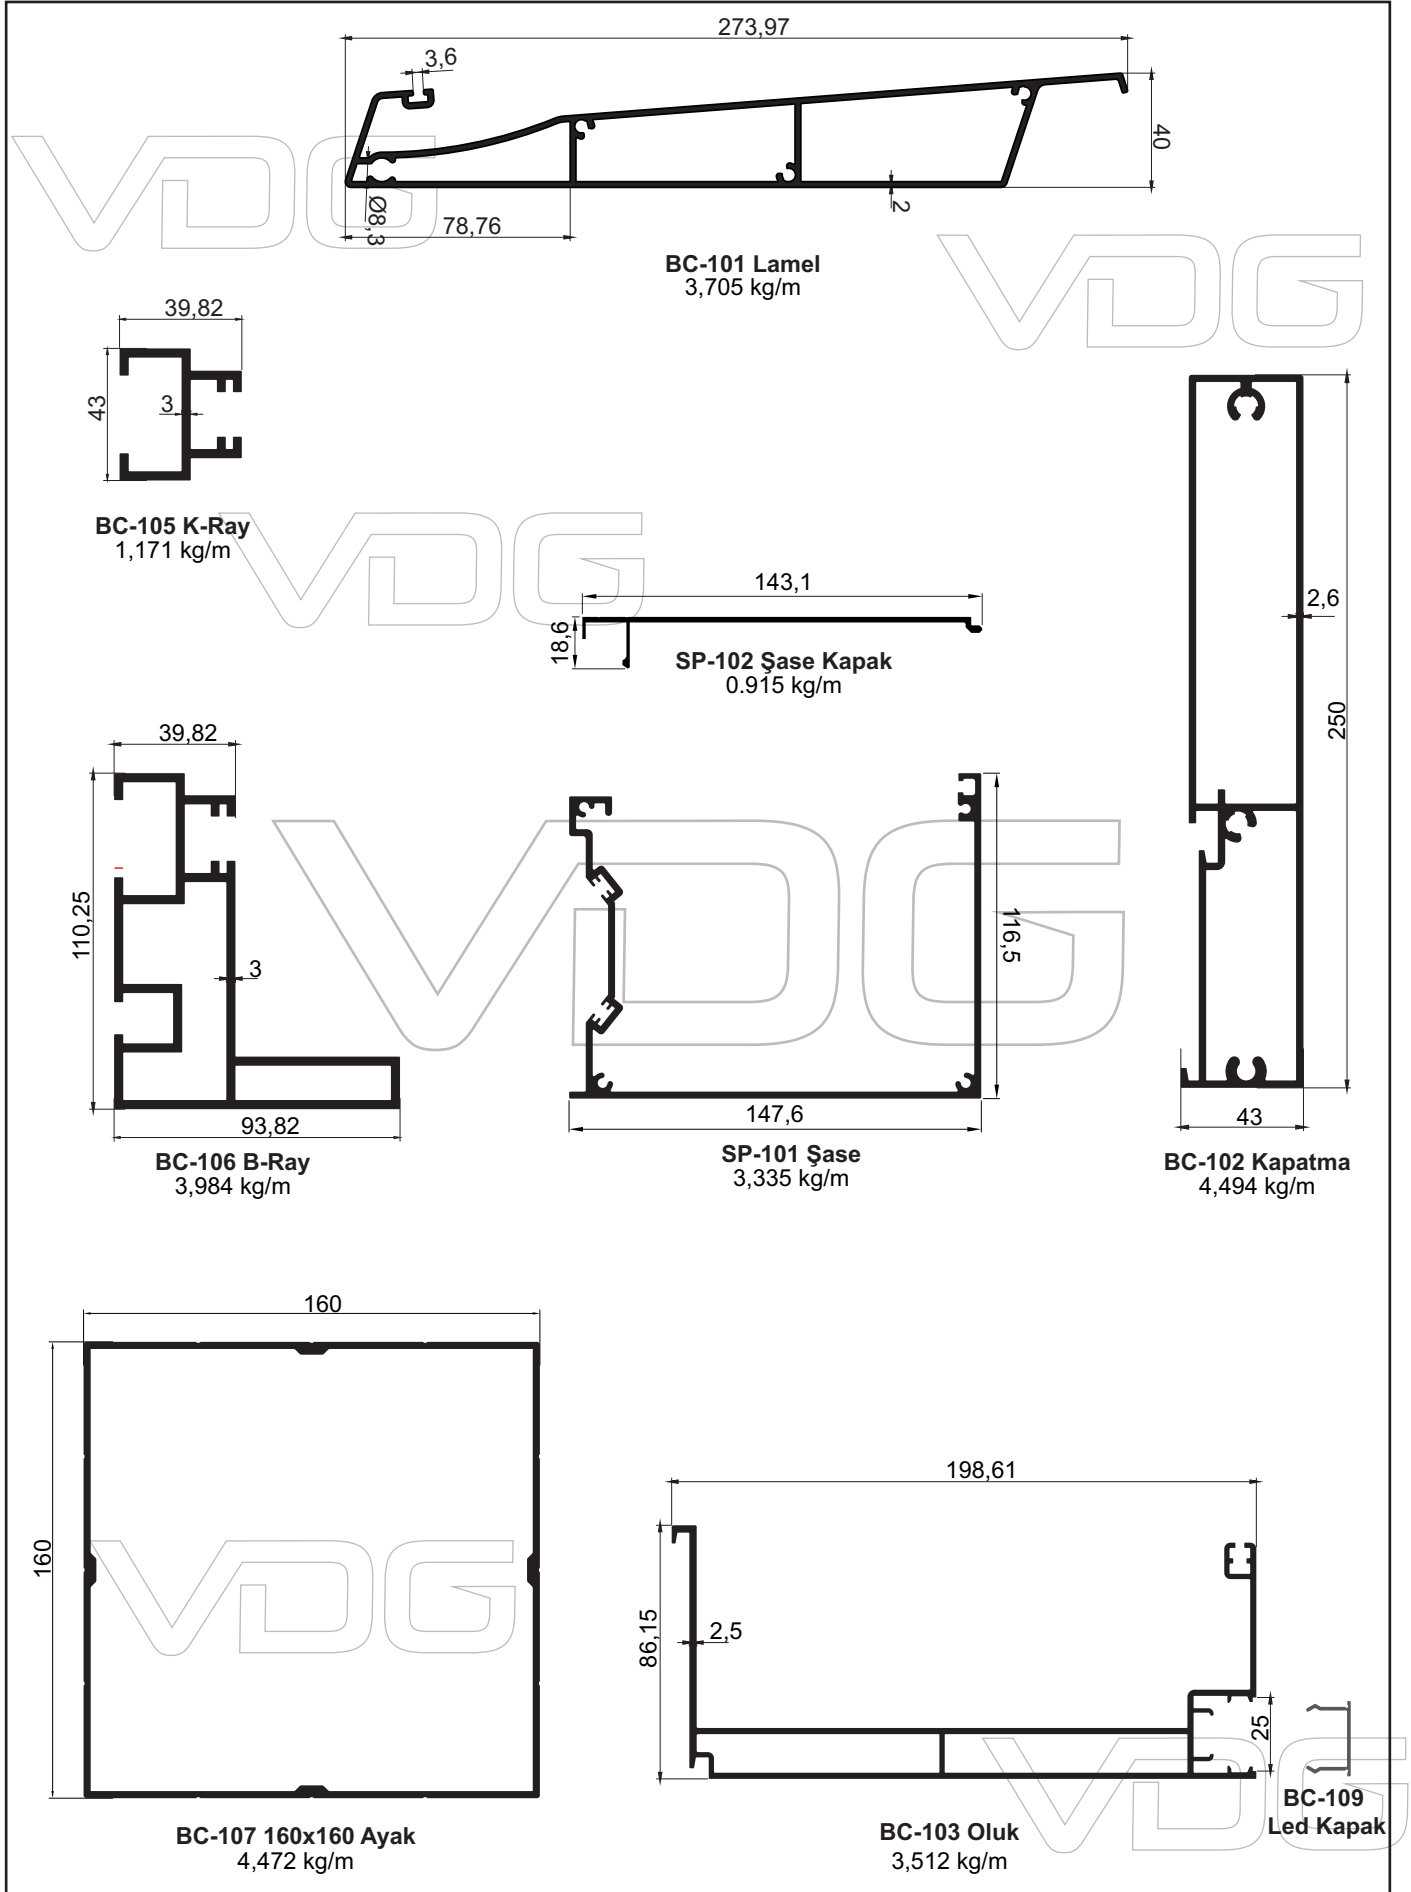 273,97
3,6
40
Ø8,3
78,76
2
BC-101 Lamel
3,705 kg/m
VDG
VDG
39,82
43
3
BC-105 K-Ray
1,171 kg/m
VDG
143,1
18,6
SP-102 Şase Kapak
0.915 kg/m
2,6
250
43
BC-102 Kapatma
4,494 kg/m
39,82
110,25
3
93,82
BC-106 B-Ray
3,984 kg/m
VDG
116,5
147,6
SP-101 Şase
3,335 kg/m
160
160
VDG
BC-107 160x160 Ayak
4,472 kg/m
198,61
86,15
2,5
25
BC-103 Oluk
3,512 kg/m
VDG
BC-109
Led Kapak